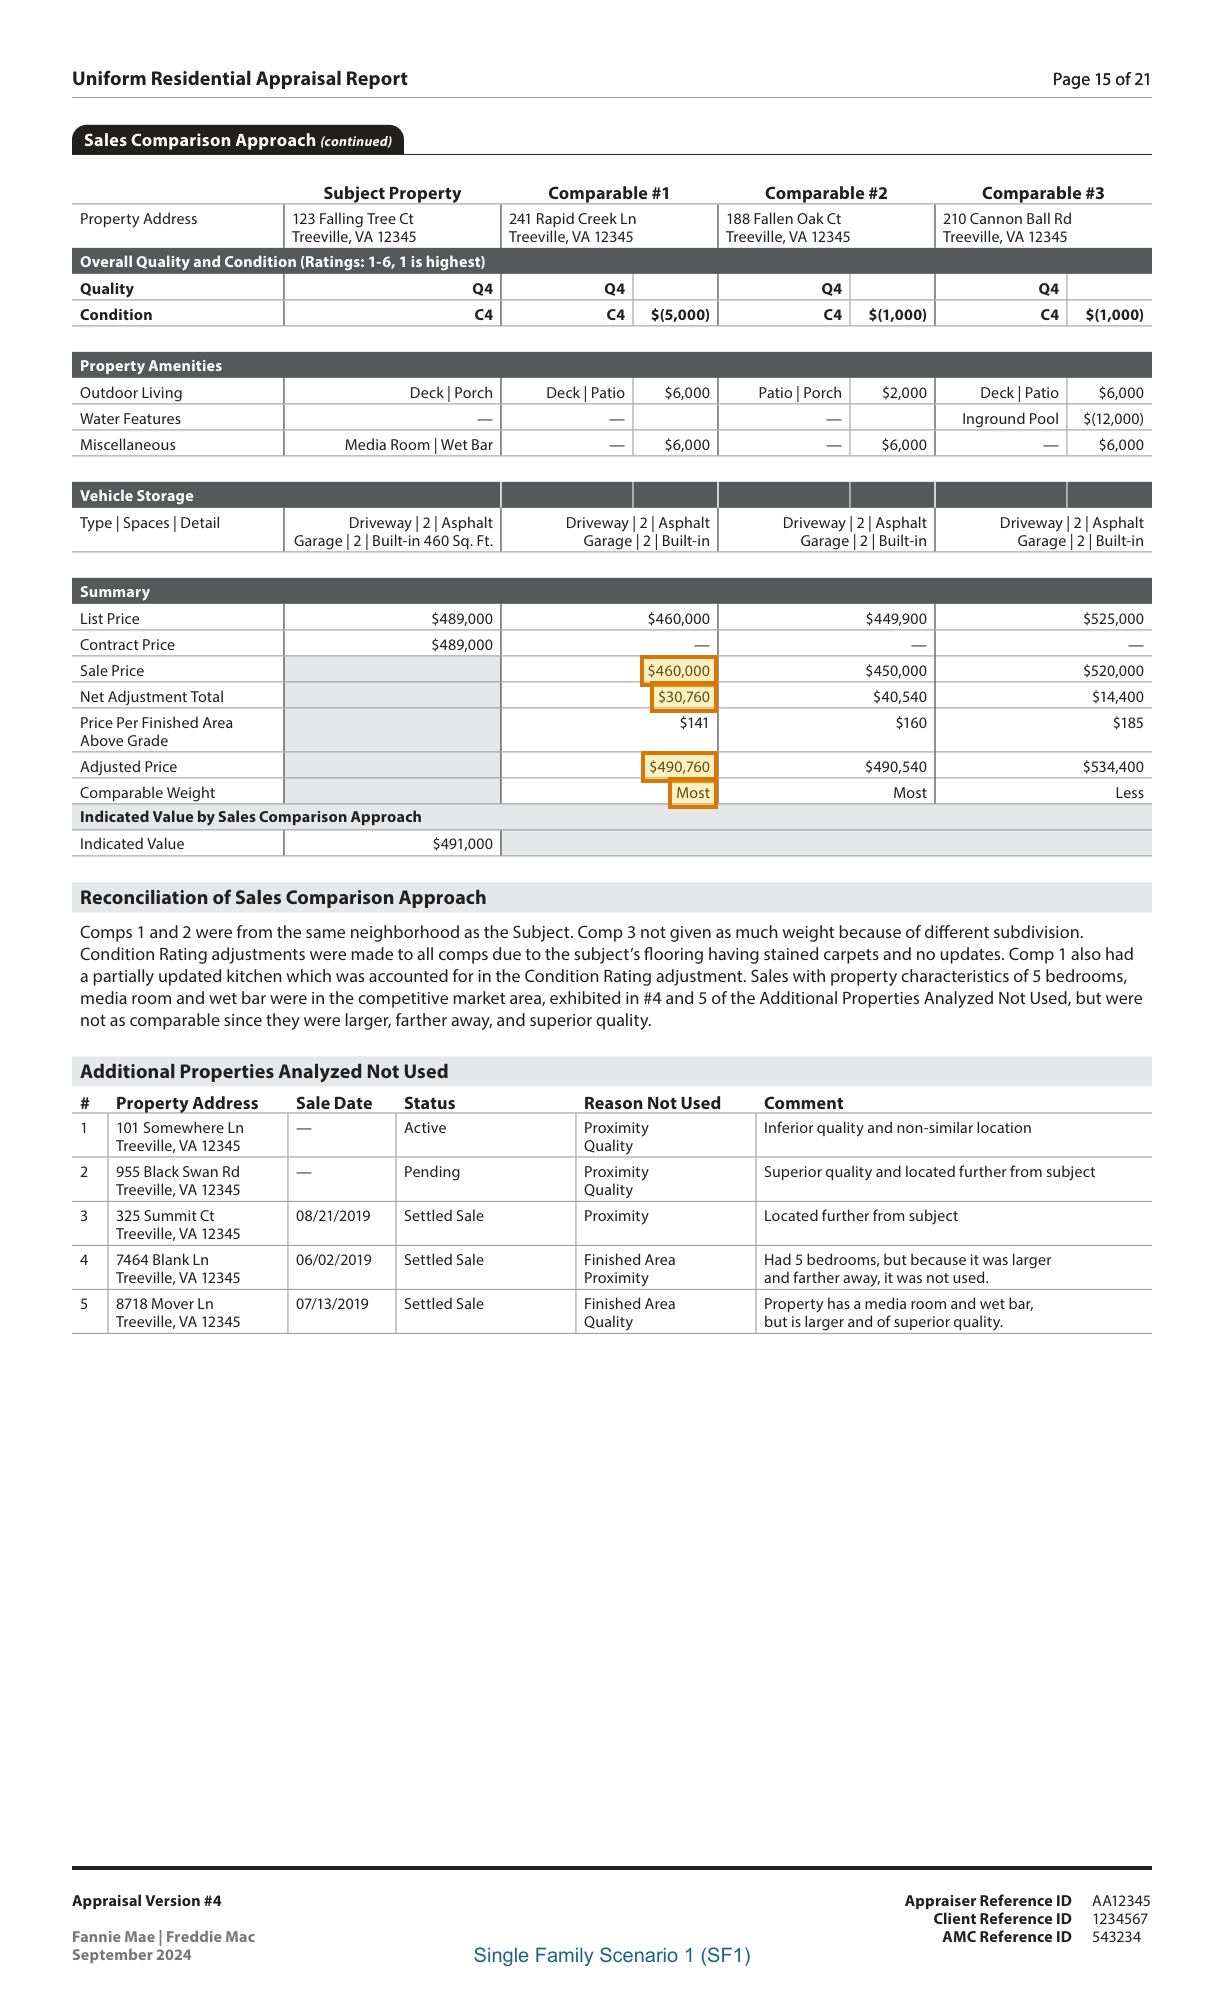 Uniform Residential Appraisal Report Page 15 of 21
Sales Comparison Approach (continued)
Subject Property Comparable #1 Comparable #2 Comparable #3
Property Address 123 Falling Tree Ct 241 Rapid Creek Ln 188 Fallen Oak Ct 210 Cannon Ball Rd
Treeville, VA 12345 Treeville, VA 12345 Treeville, VA 12345 Treeville, VA 12345
Overall Quality and Condition (Ratings: 1-6, 1 is highest)
Quality Q4 Q4 Q4 Q4
Condition C4 C4 $(5,000) C4 $(1,000) C4 $(1,000)
Property Amenities
Outdoor Living Deck | Porch Deck | Patio $6,000 Patio | Porch $2,000 Deck | Patio $6,000
Water Features — — — Inground Pool $(12,000)
Miscellaneous Media Room | Wet Bar — $6,000 — $6,000 — $6,000
Vehicle Storage
Type | Spaces | Detail Driveway | 2 | Asphalt Driveway | 2 | Asphalt Driveway | 2 | Asphalt Driveway | 2 | Asphalt
Garage | 2 | Built-in 460 Sq. Ft. Garage | 2 | Built-in Garage | 2 | Built-in Garage | 2 | Built-in
Summary
List Price $489,000 $460,000 $449,900 $525,000
Contract Price $489,000 — — —
Sale Price $460,000 $450,000 $520,000
Net Adjustment Total $30,760 $40,540 $14,400
Price Per Finished Area $141 $160 $185
Above Grade
Adjusted Price $490,760 $490,540 $534,400
Comparable Weight Most Most Less
Indicated Value by Sales Comparison Approach
Indicated Value $491,000
Reconciliation of Sales Comparison Approach
Comps 1 and 2 were from the same neighborhood as the Subject. Comp 3 not given as much weight because of different subdivision.
Condition Rating adjustments were made to all comps due to the subject's flooring having stained carpets and no updates. Comp 1 also had
a partially updated kitchen which was accounted for in the Condition Rating adjustment. Sales with property characteristics of 5 bedrooms,
media room and wet bar were in the competitive market area, exhibited in #4 and 5 of the Additional Properties Analyzed Not Used, but were
not as comparable since they were larger, farther away, and superior quality.
Additional Properties Analyzed Not Used
# Property Address Sale Date Status Reason Not Used Comment
1 101 Somewhere Ln — Active Proximity Inferior quality and non-similar location
Treeville, VA 12345 Quality
2 955 Black Swan Rd — Pending Proximity Superior quality and located further from subject
Treeville, VA 12345 Quality
3 325 Summit Ct 08/21/2019 Settled Sale Proximity Located further from subject
Treeville, VA 12345
4 7464 Blank Ln 06/02/2019 Settled Sale Finished Area Had 5 bedrooms, but because it was larger
Treeville, VA 12345 Proximity and farther away, it was not used.
5 8718 Mover Ln 07/13/2019 Settled Sale Finished Area Property has a media room and wet bar,
Treeville, VA 12345 Quality but is larger and of superior quality.
Appraisal Version #4 Appraiser Reference ID AA12345
Client Reference ID 1234567
Fannie Mae | Freddie Mac AMC Reference ID 543234
September 2024 Single Family Scenario 1 (SF1)